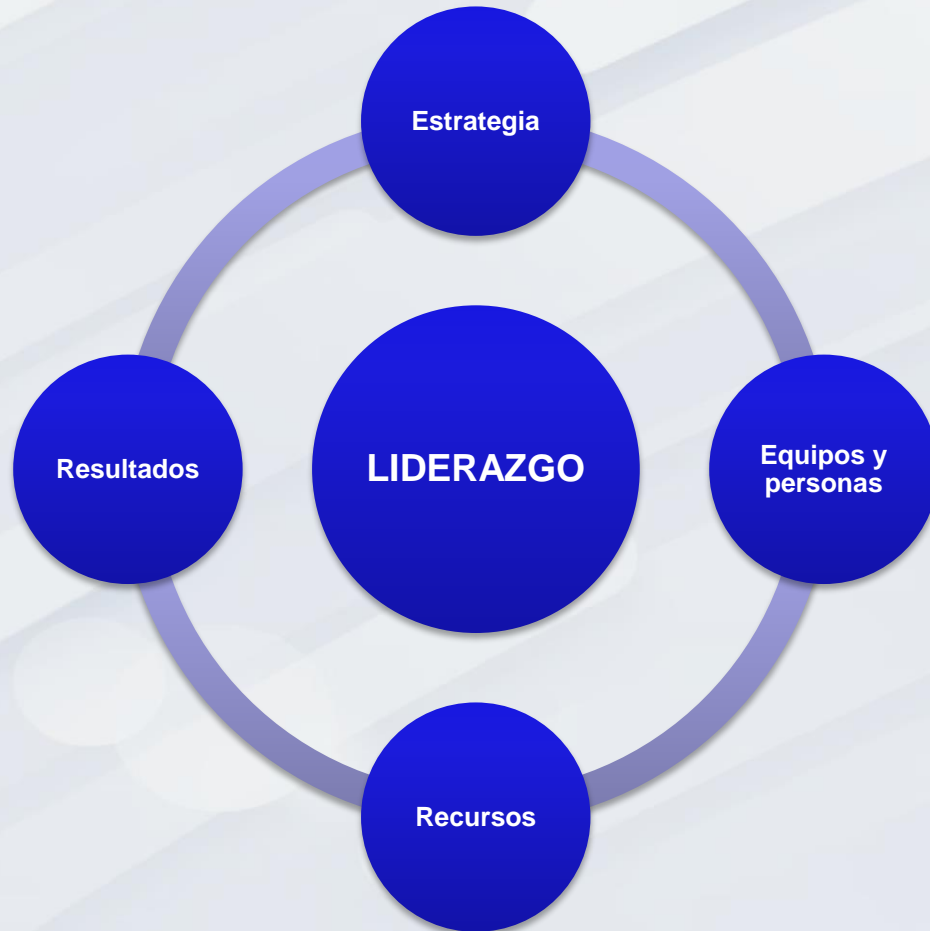 Estrategia
Resultados
LIDERAZGO
Equipos y
personas
Recursos